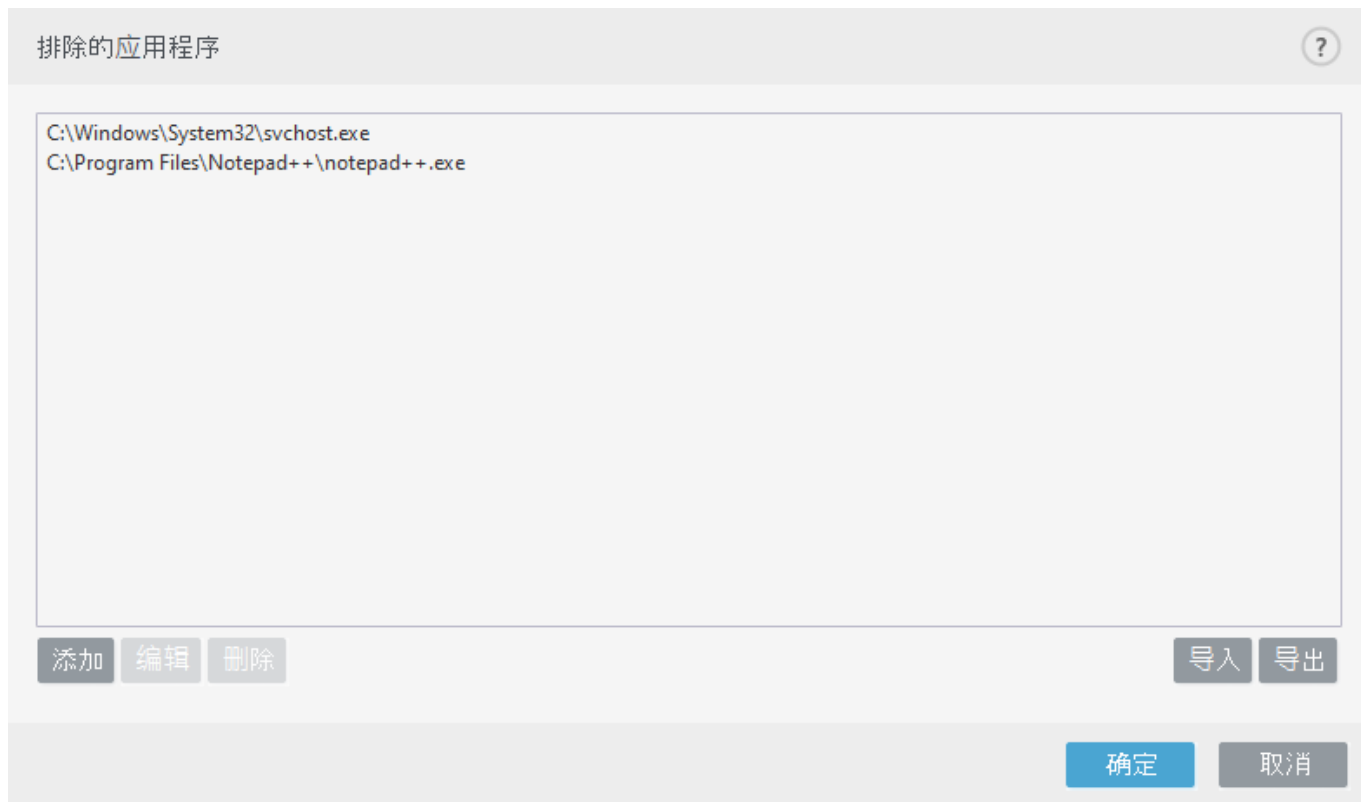 排除的应用程序
?
C:\Windows\System32\svchost.exe
C:\Program Files\Notepad++\notepad++.exe
添加 编辑 删除 导入 导出
确定 取消